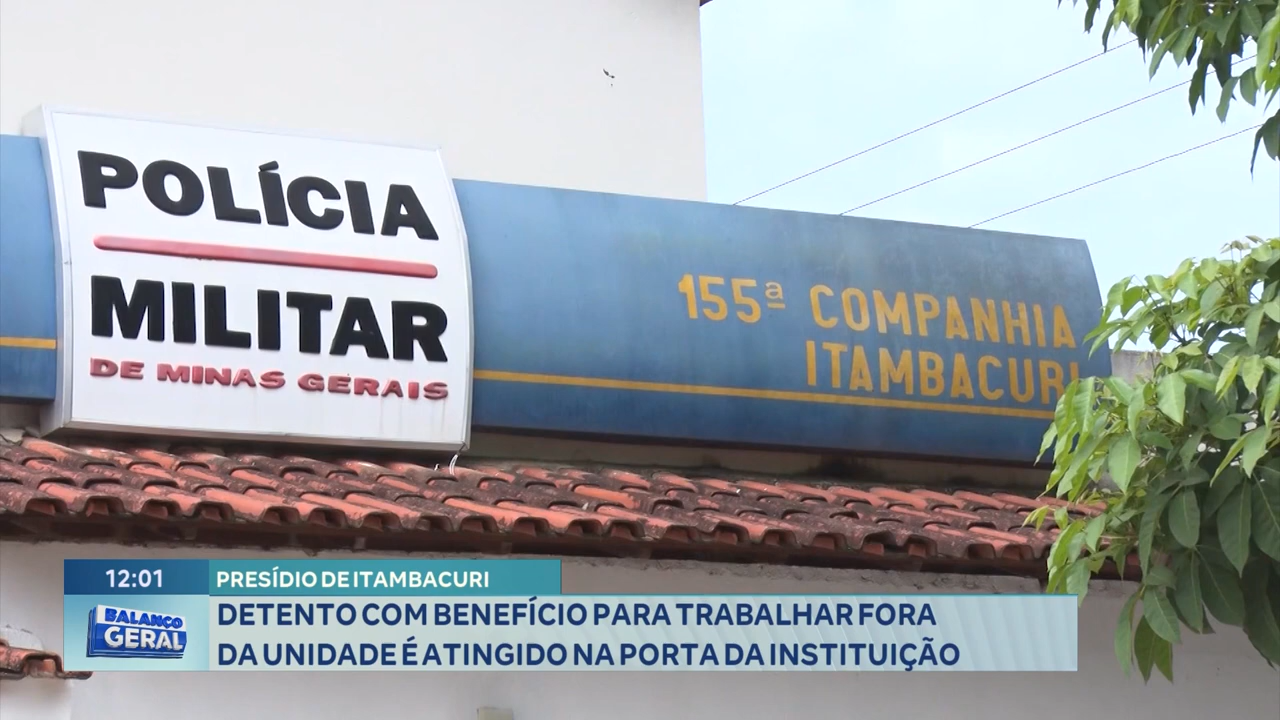 POLÍCIA
MILITAR
DE MINAS GERAIS
155ª COMPANHIA
ITAMBACURI
12:01
PRESÍDIO DE ITAMBACURI
BALANÇO
GERAL
DETENTO COM BENEFÍCIO PARA TRABALHAR FORA
DA UNIDADE É ATINGIDO NA PORTA DA INSTITUIÇÃO